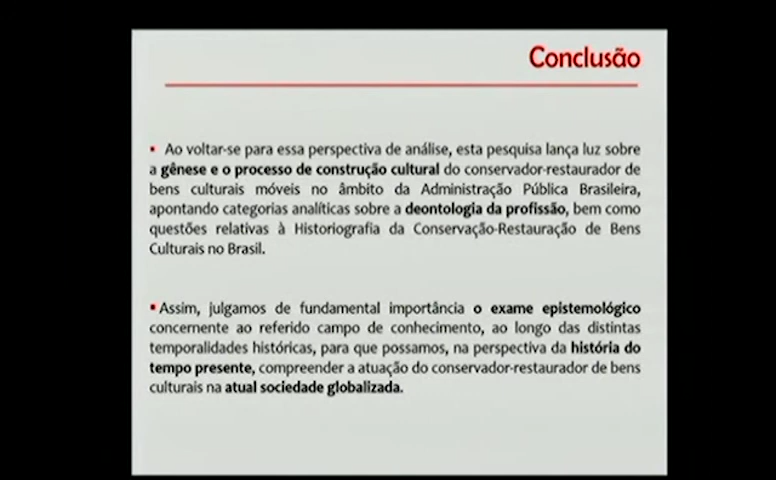 Conclusão
▪ Ao voltar-se para essa perspectiva de análise, esta pesquisa lança luz sobre
a gênese e o processo de construção cultural do conservador-restaurador de
bens culturais móveis no âmbito da Administração Pública Brasileira,
apontando categorias analíticas sobre a deontologia da profissão, bem como
questões relativas à Historiografia da Conservação-Restauração de Bens
Culturais no Brasil.
▪ Assim, julgamos de fundamental importância o exame epistemológico
concernente ao referido campo de conhecimento, ao longo das distintas
temporalidades históricas, para que possamos, na perspectiva da história do
tempo presente, compreender a atuação do conservador-restaurador de bens
culturais na atual sociedade globalizada.